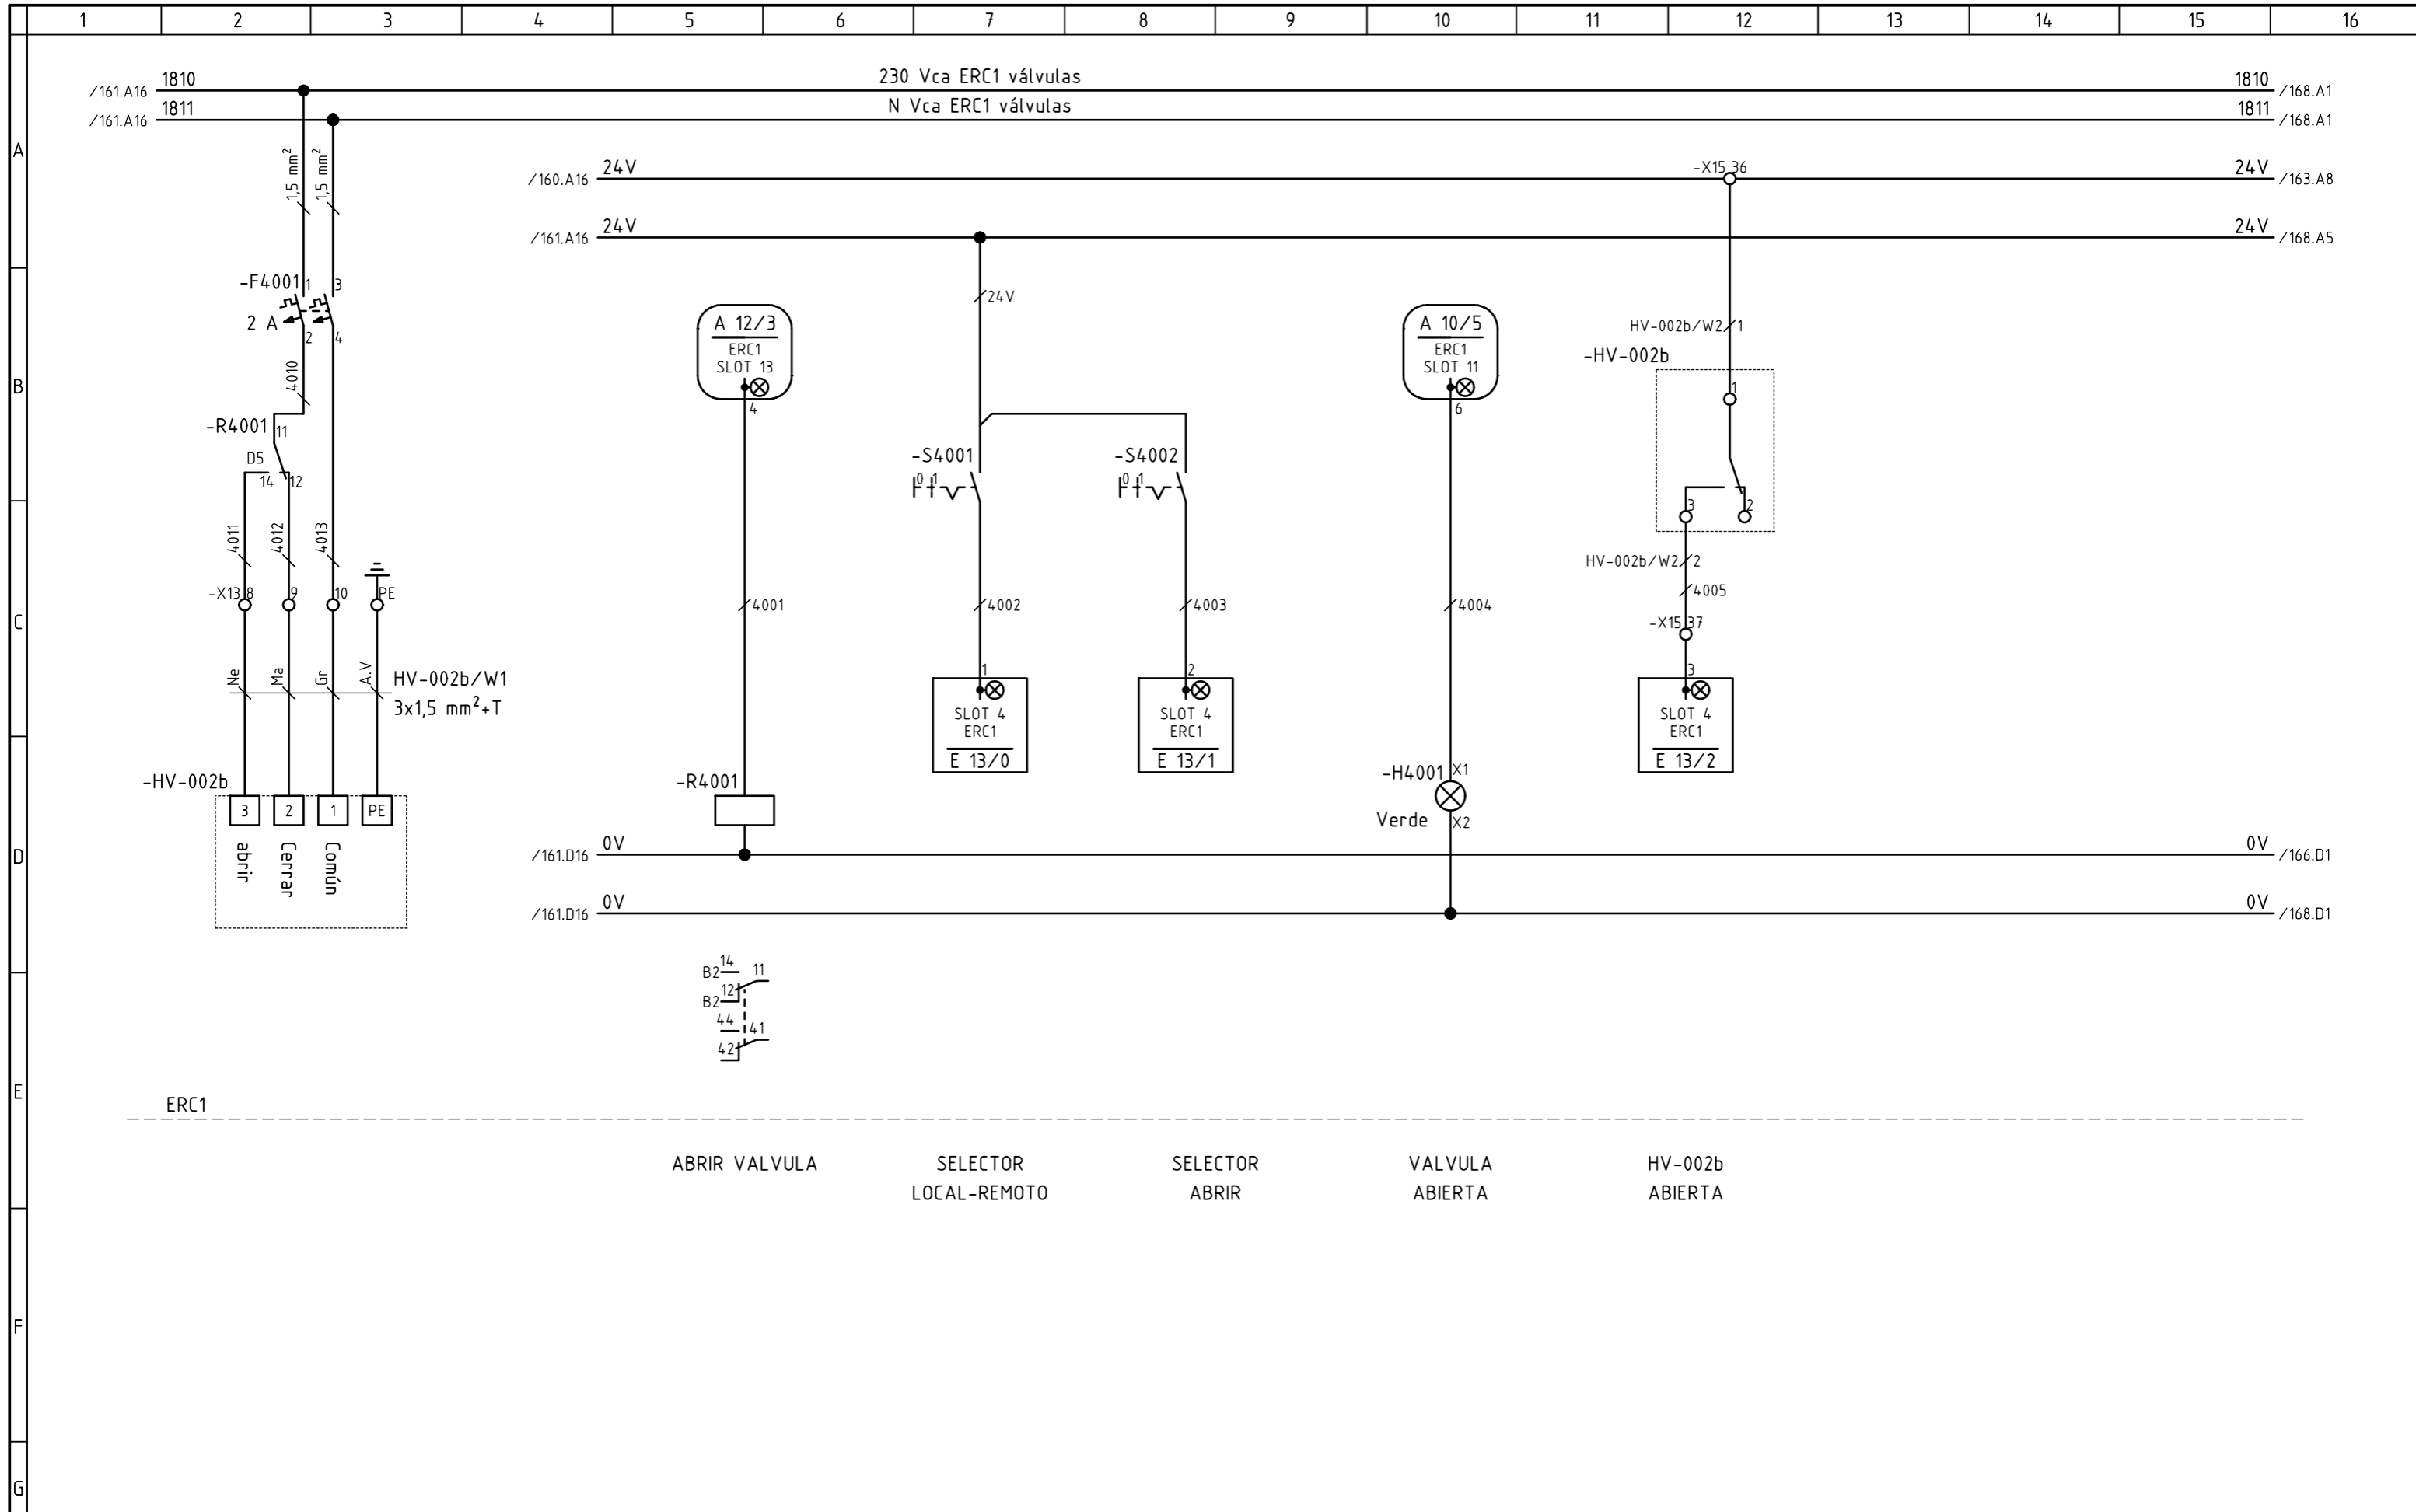 1 2 3 4 5 6 7 8 9 10 11 12 13 14 15 16
/161.A16 1810 230 Vca ERC1 válvulas 1810 /168.A1
/161.A16 1811 N Vca ERC1 válvulas 1811 /168.A1
A
1,5 mm² 1,5 mm²
/160.A16 24V -X15 36 24V /163.A8
/161.A16 24V 24V /168.A5
-F4001 1 3
2 A
2 4
24V
A 12/3
ERC1
SLOT 13
4
A 10/5
ERC1
SLOT 11
6
HV-002b/W2 1
-HV-002b
1
3 2
B
4010
-R4001 11
D5
14 12
-S4001
0 1
-S4002
0 1
4011 4012 4013
HV-002b/W2 2
4005
-X13 8 9 10 PE
4001 4002 4003 4004
C
-X15 37
Ne Ma Gr A.V HV-002b/W1
3x1,5 mm²+T
1
SLOT 4
ERC1
E 13/0
2
SLOT 4
ERC1
E 13/1
3
SLOT 4
ERC1
E 13/2
-HV-002b
3 2 1 PE
abrir Cerrar Común
-R4001
-H4001 X1
Verde X2
D
/161.D16 0V 0V /166.D1
/161.D16 0V 0V /168.D1
B2 14 11
B2 12
44 41
42
E
ERC1
ABRIR VALVULA
SELECTOR
LOCAL-REMOTO
SELECTOR
ABRIR
VALVULA
ABIERTA
HV-002b
ABIERTA
F
G